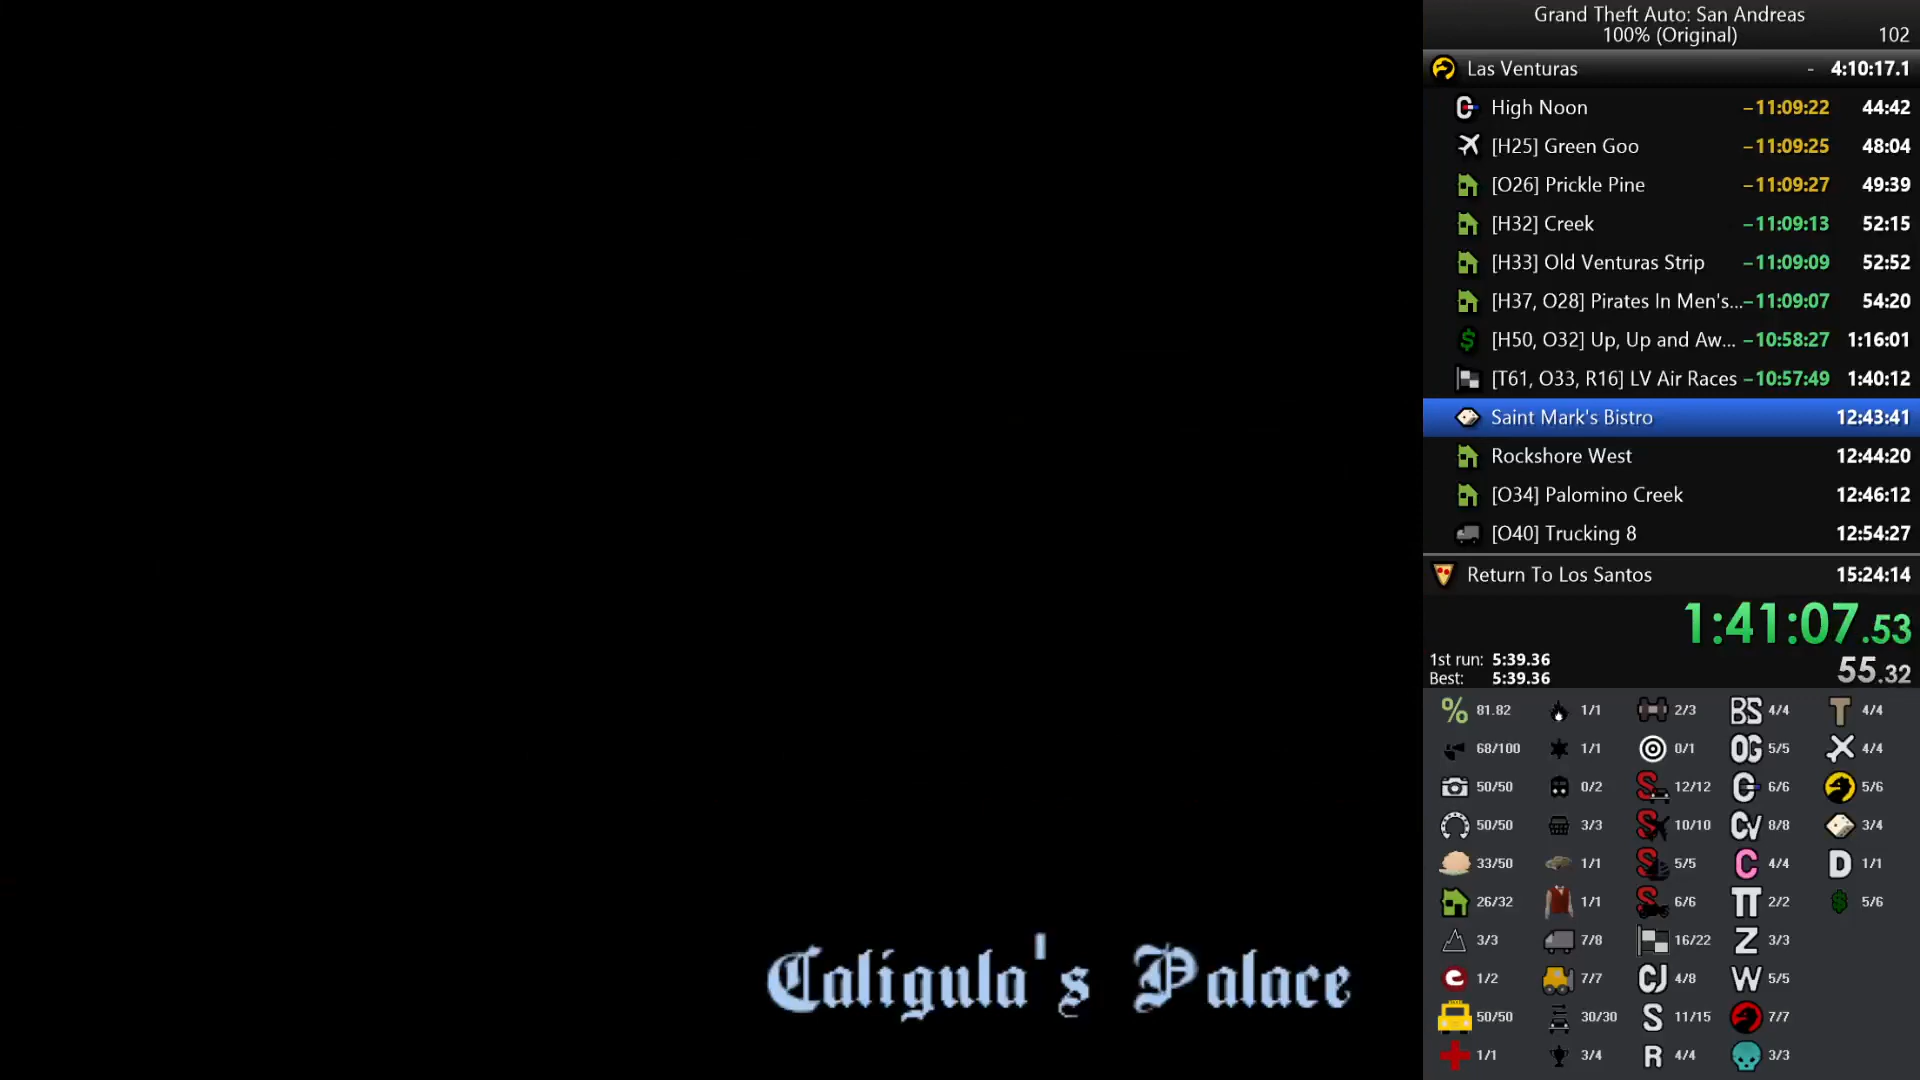 Grand Theft Auto: San Andreas
100% (Original) 102
Las Venturas - 4:10:17.1
High Noon −11:09:22 44:42
[H25] Green Goo −11:09:25 48:04
[O26] Prickle Pine −11:09:27 49:39
[H32] Creek −11:09:13 52:15
[H33] Old Venturas Strip −11:09:09 52:52
[H37, O28] Pirates In Men's... −11:09:07 54:20
[H50, O32] Up, Up and Aw... −10:58:27 1:16:01
[T61, O33, R16] LV Air Races −10:57:49 1:40:12
Saint Mark's Bistro 12:43:41
Rockshore West 12:44:20
[O34] Palomino Creek 12:46:12
[O40] Trucking 8 12:54:27
Return To Los Santos 15:24:14
1:41:07.53
1st run: 5:39.36
Best: 5:39.36
55.32
% 81.82 1/1 2/3 BS 4/4 T 4/4
68/100 1/1 0/1 OG 5/5 4/4
50/50 0/2 S 12/12 C 6/6 5/6
50/50 3/3 S 10/10 CV 8/8 3/4
33/50 1/1 S 5/5 C 4/4 D 1/1
26/32 1/1 S 6/6 TT 2/2 $ 5/6
3/3 7/8 16/22 Z 3/3
e 1/2 7/7 CJ 4/8 W 5/5
50/50 30/30 S 11/15 7/7
1/1 3/4 R 4/4 3/3
Caligula's Palace